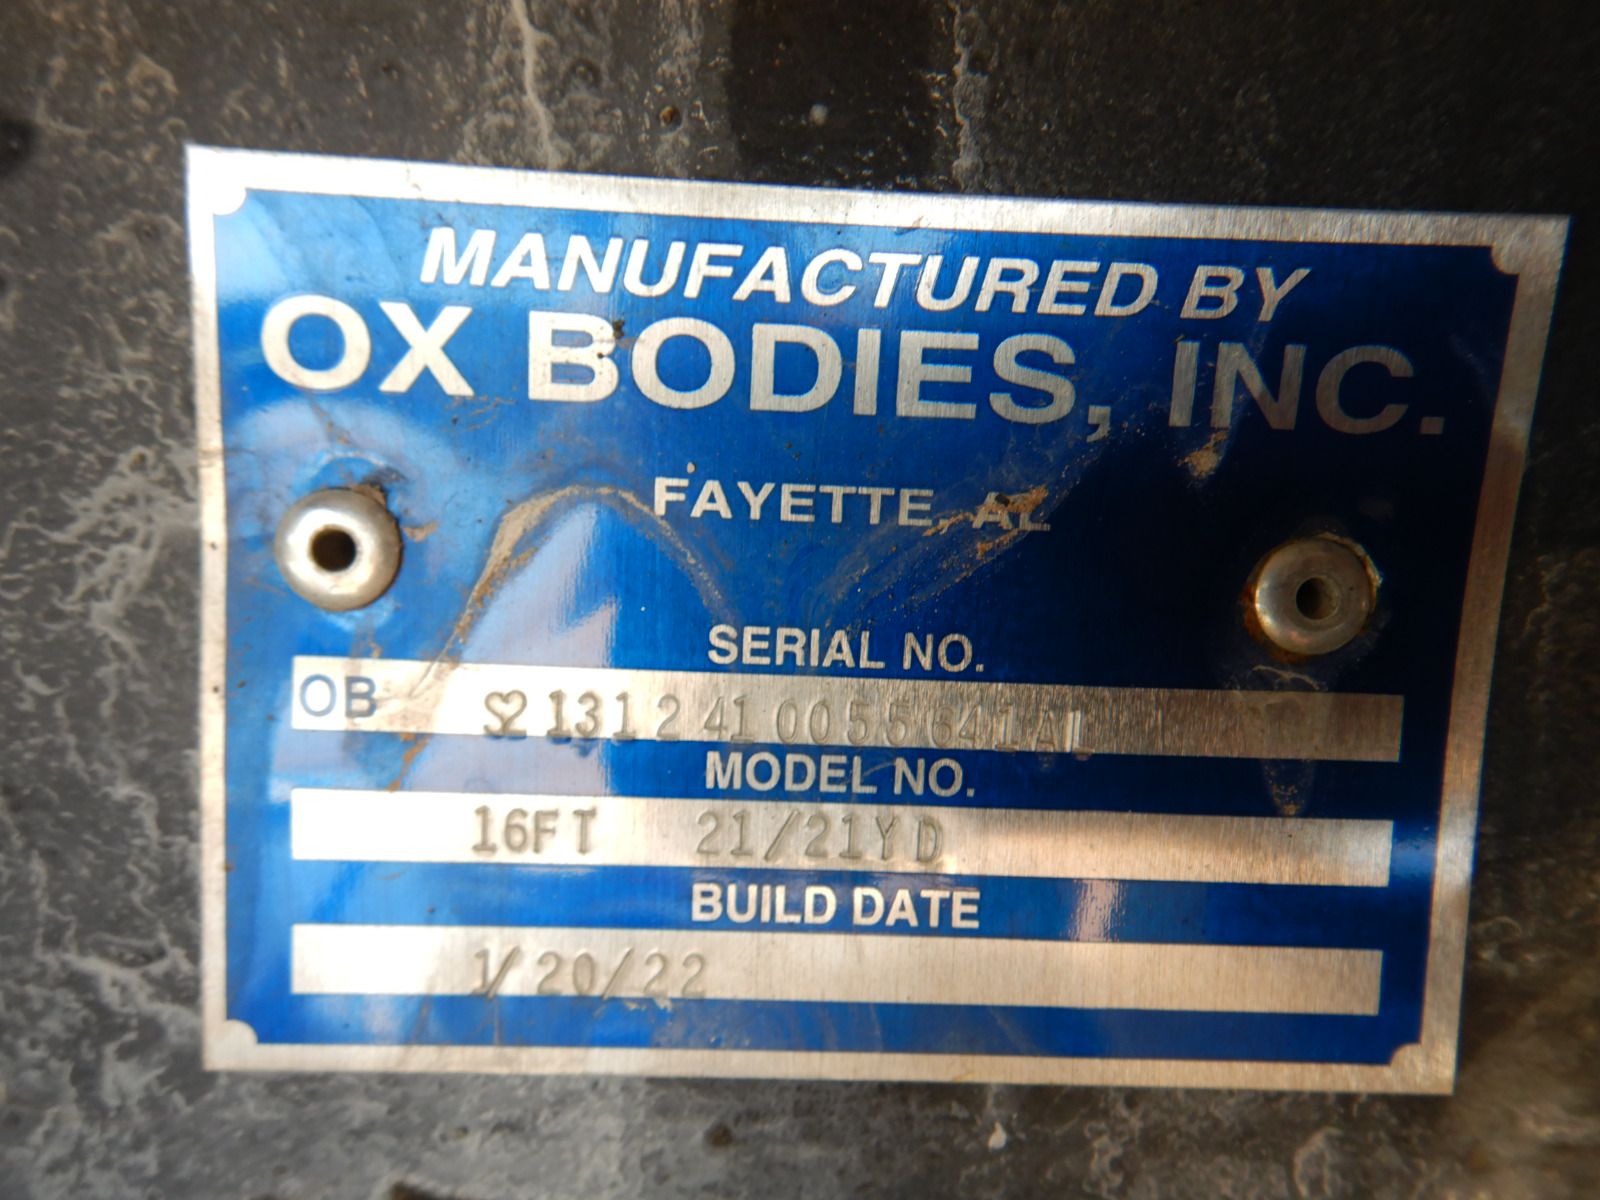 MANUFACTURED BY
OX BODIES, INC.
FAYETTE, AL
SERIAL NO.
OB S21312410055641AL
MODEL NO.
16FT 21/21YD
BUILD DATE
1/20/22